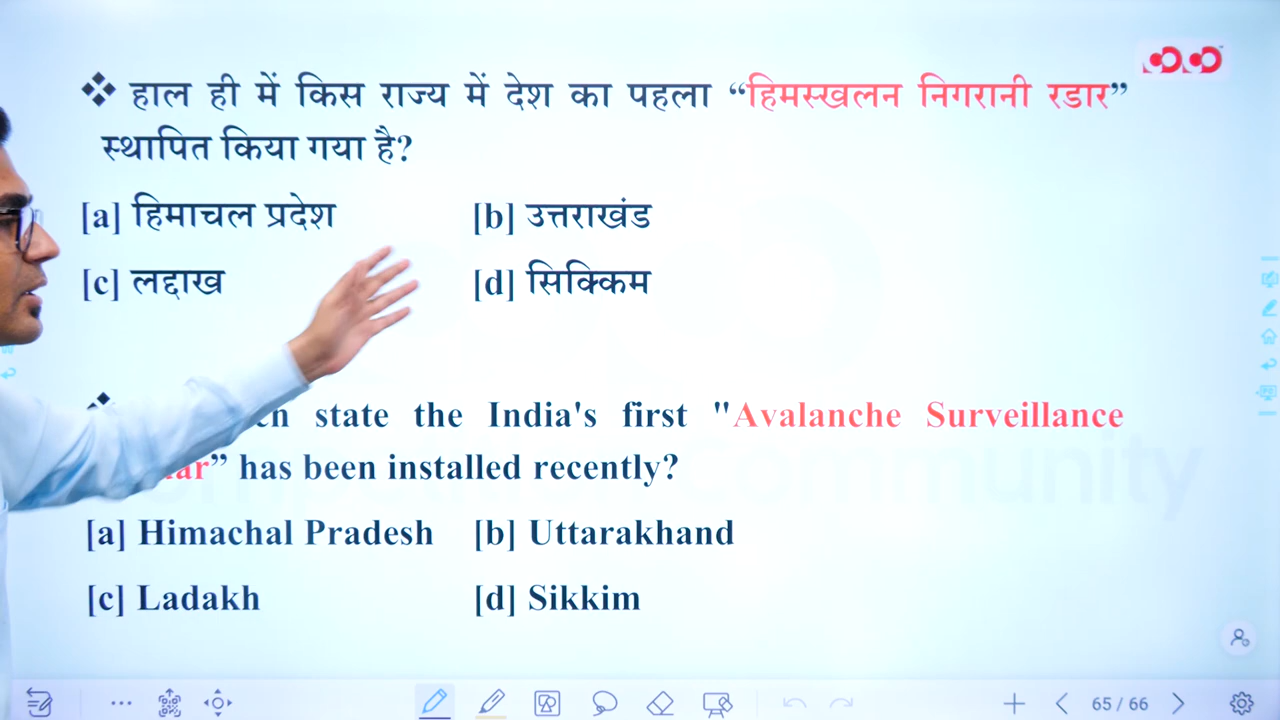 ❖ हाल ही में किस राज्य में देश का पहला “हिमस्खलन निगरानी रडार”
स्थापित किया गया है?
[a] हिमाचल प्रदेश [b] उत्तराखंड
[c] लद्दाख [d] सिक्किम
state the India's first "Avalanche Surveillance
” has been installed recently?
[a] Himachal Pradesh [b] Uttarakhand
[c] Ladakh [d] Sikkim
65 / 66